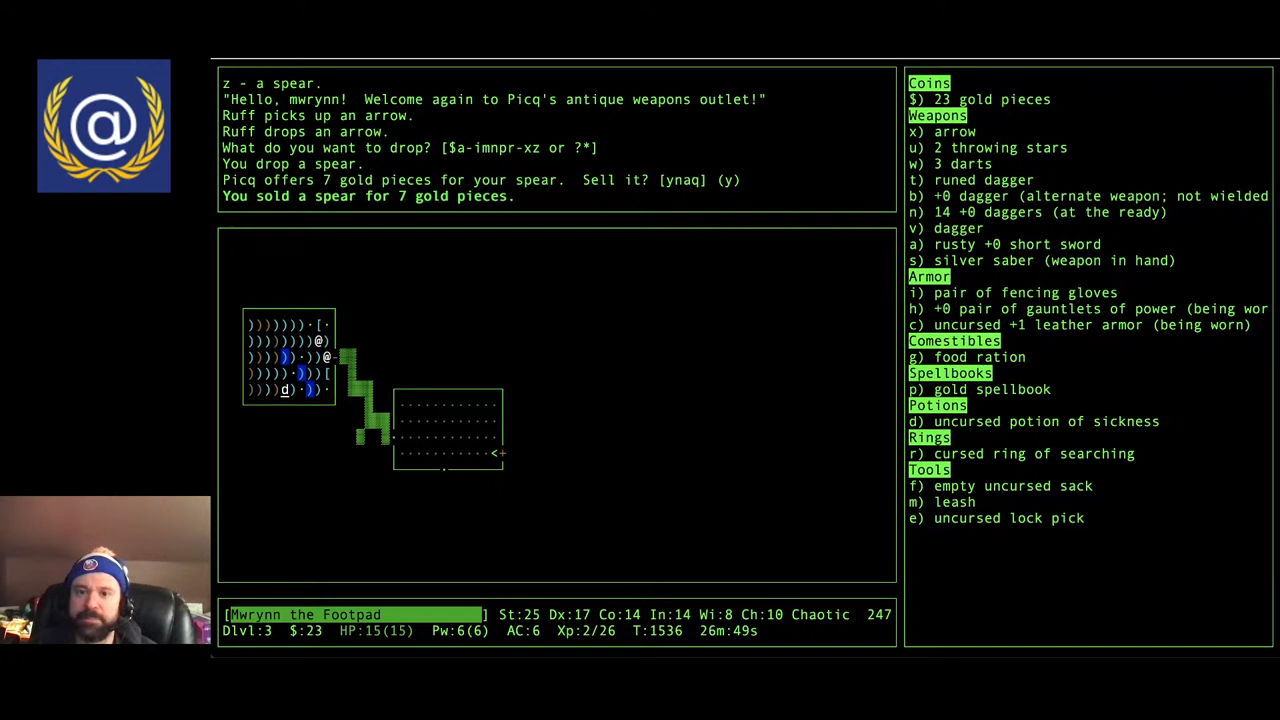 @
z - a spear.
"Hello, mwrynn!  Welcome again to Picq's antique weapons outlet!"
Ruff picks up an arrow.
Ruff drops an arrow.
What do you want to drop? [$a-imnpr-xz or ?*]
You drop a spear.
Picq offers 7 gold pieces for your spear.  Sell it? [ynaq] (y)
You sold a spear for 7 gold pieces.
)))))))·[·
))))))))@)
))))))·))@-
)))))·)))[
))))d)·))·
· · · · · · · · · · · ·
· · · · · · · · · · · ·
· · · · · · · · · · · ·
· · · · · · · · · · · <+
[Mwrynn the Footpad] St:25 Dx:17 Co:14 In:14 Wi:8 Ch:10 Chaotic 247
Dlvl:3 $:23 HP:15(15) Pw:6(6) AC:6 Xp:2/26 T:1536 26m:49s
Coins
$) 23 gold pieces
Weapons
x) arrow
u) 2 throwing stars
w) 3 darts
t) runed dagger
b) +0 dagger (alternate weapon; not wielded
n) 14 +0 daggers (at the ready)
v) dagger
a) rusty +0 short sword
s) silver saber (weapon in hand)
Armor
i) pair of fencing gloves
h) +0 pair of gauntlets of power (being wor
c) uncursed +1 leather armor (being worn)
Comestibles
g) food ration
Spellbooks
p) gold spellbook
Potions
d) uncursed potion of sickness
Rings
r) cursed ring of searching
Tools
f) empty uncursed sack
m) leash
e) uncursed lock pick